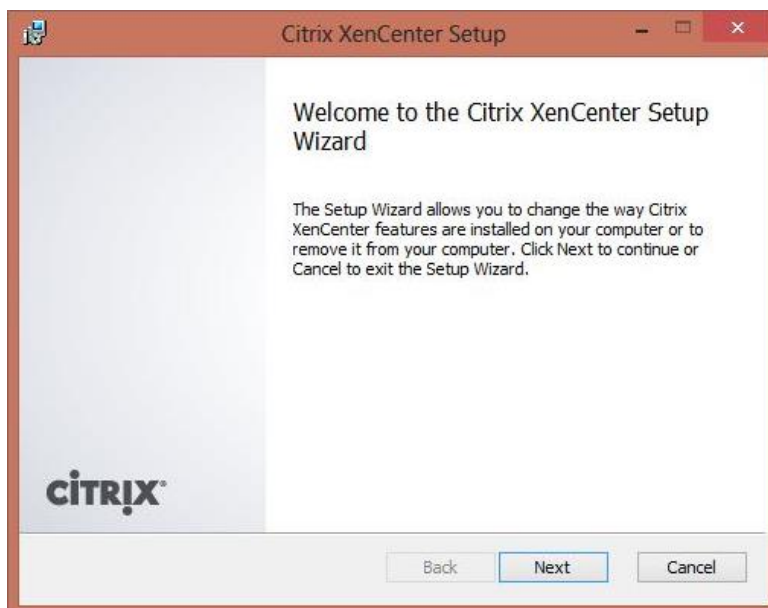 Citrix XenCenter Setup
Welcome to the Citrix XenCenter Setup
Wizard
The Setup Wizard allows you to change the way Citrix
XenCenter features are installed on your computer or to
remove it from your computer. Click Next to continue or
Cancel to exit the Setup Wizard.
CİTRIX®
Back Next Cancel